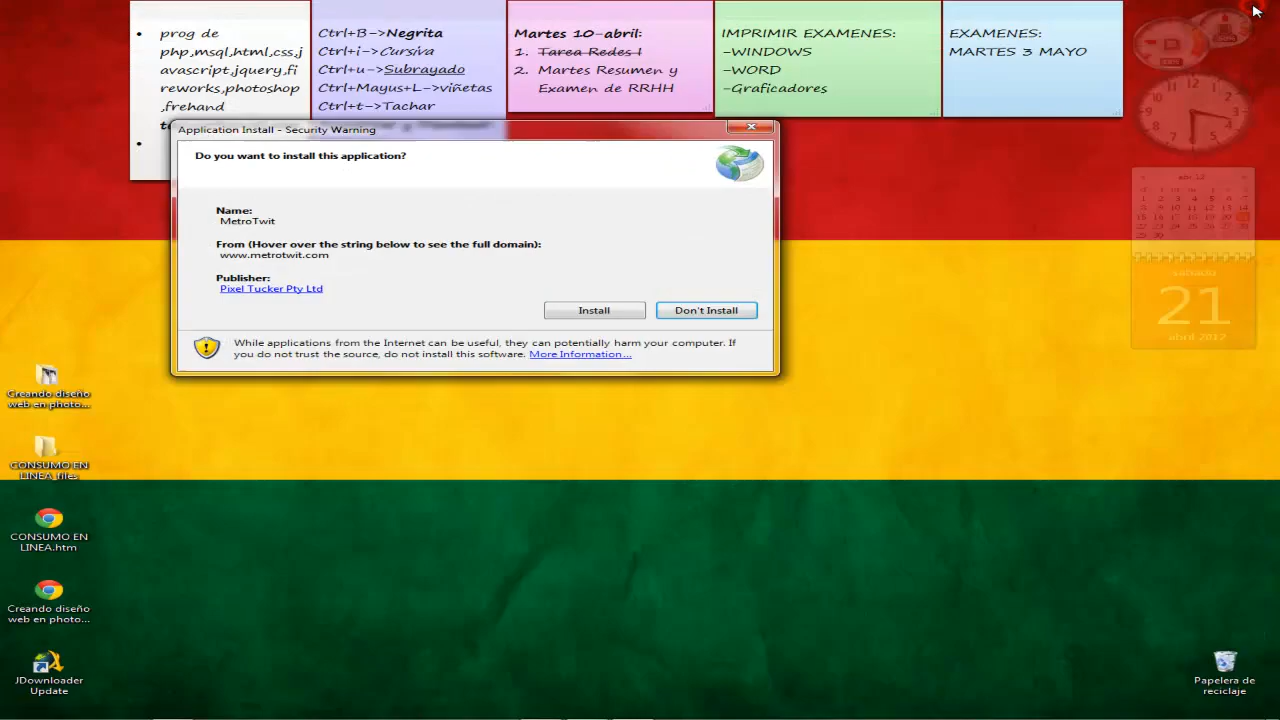 prog de
php,msql,html,css,j
avascript,jquery,fi
reworks,photoshop
,frehand
Ctrl+B->Negrita
Ctrl+i->Cursiva
Ctrl+u->Subrayado
Ctrl+Mayus+L->viñetas
Ctrl+t->Tachar
Martes 10-abril:
1. Tarea Redes I
2. Martes Resumen y
Examen de RRHH
IMPRIMIR EXAMENES:
-WINDOWS
-WORD
-Graficadores
EXAMENES:
MARTES 3 MAYO
Application Install - Security Warning
Do you want to install this application?
Name:
MetroTwit
From (Hover over the string below to see the full domain):
www.metrotwit.com
Publisher:
Pixel Tucker Pty Ltd
Install
Don't Install
While applications from the Internet can be useful, they can potentially harm your computer. If
you do not trust the source, do not install this software. More Information...
abr.12
sábado
21
abril 2012
Creando diseño
web en photo...
CONSUMO EN
LINEA_files
CONSUMO EN
LINEA.htm
Creando diseño
web en photo...
JDownloader
Update
Papelera de
reciclaje